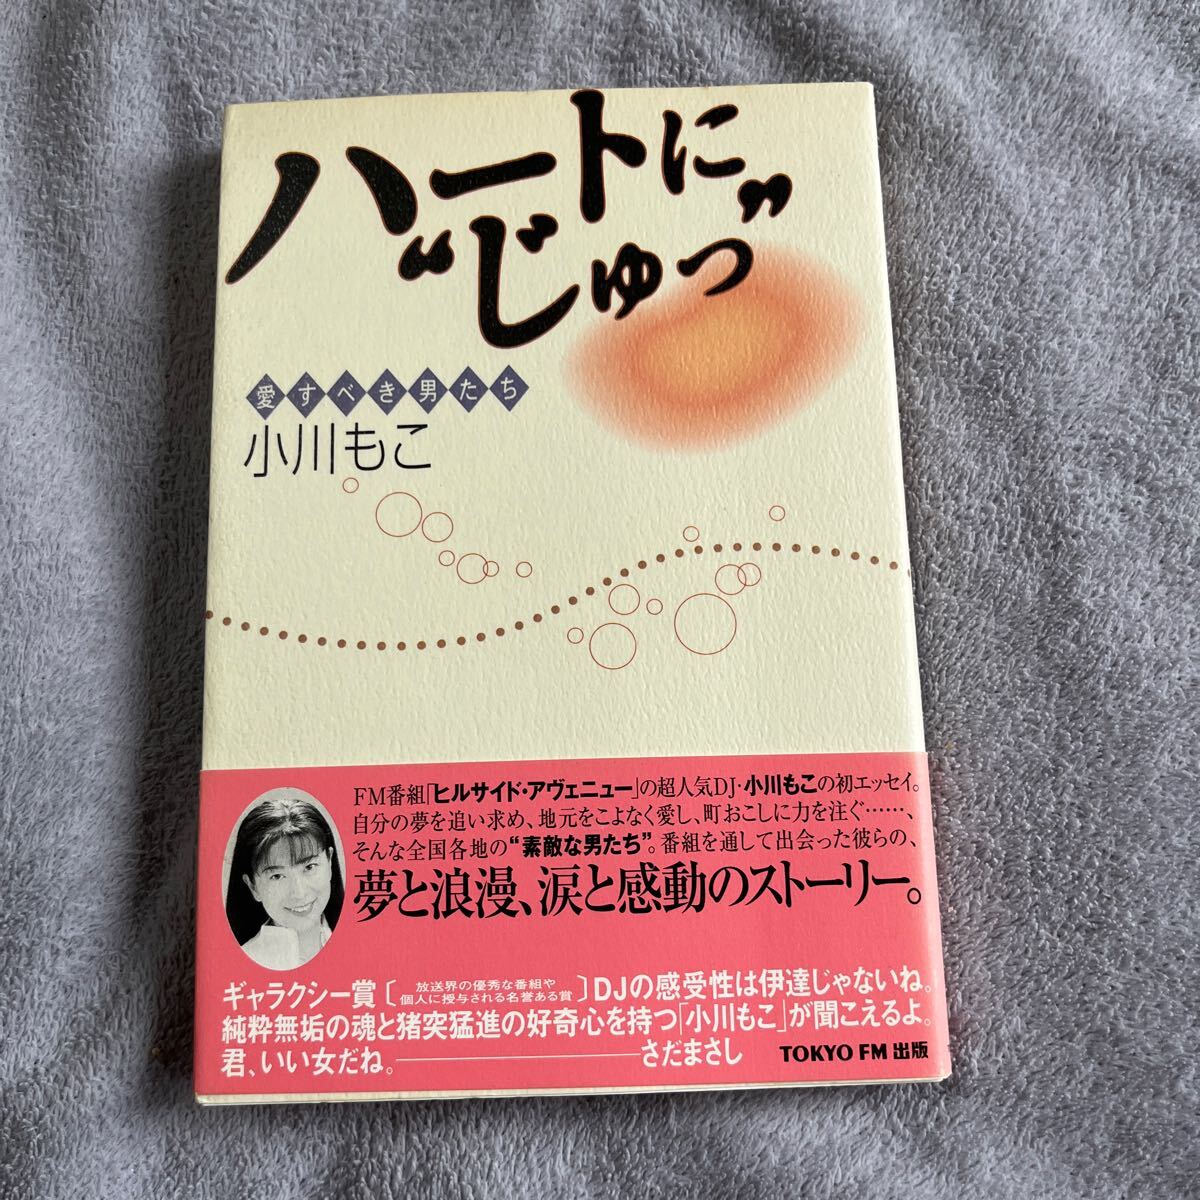 ハートに
“じゅつ”
愛すべき男たち
小川もこ
FM番組「ヒルサイド・アヴェニュー」の超人気DJ・小川もこの初エッセイ。
自分の夢を追い求め、地元をこよなく愛し、町おこしに力を注ぐ……、
そんな全国各地の“素敵な男たち”。番組を通して出会った彼らの、
夢と浪漫、涙と感動のストーリー。
ギャラクシー賞〔放送界の優秀な番組や個人に授与される名誉ある賞〕DJの感受性は伊達じゃないね。
純粋無垢の魂と猪突猛進の好奇心を持つ「小川もこ」が聞こえるよ。
君、いい女だね。――――――さだまさし
TOKYO FM 出版